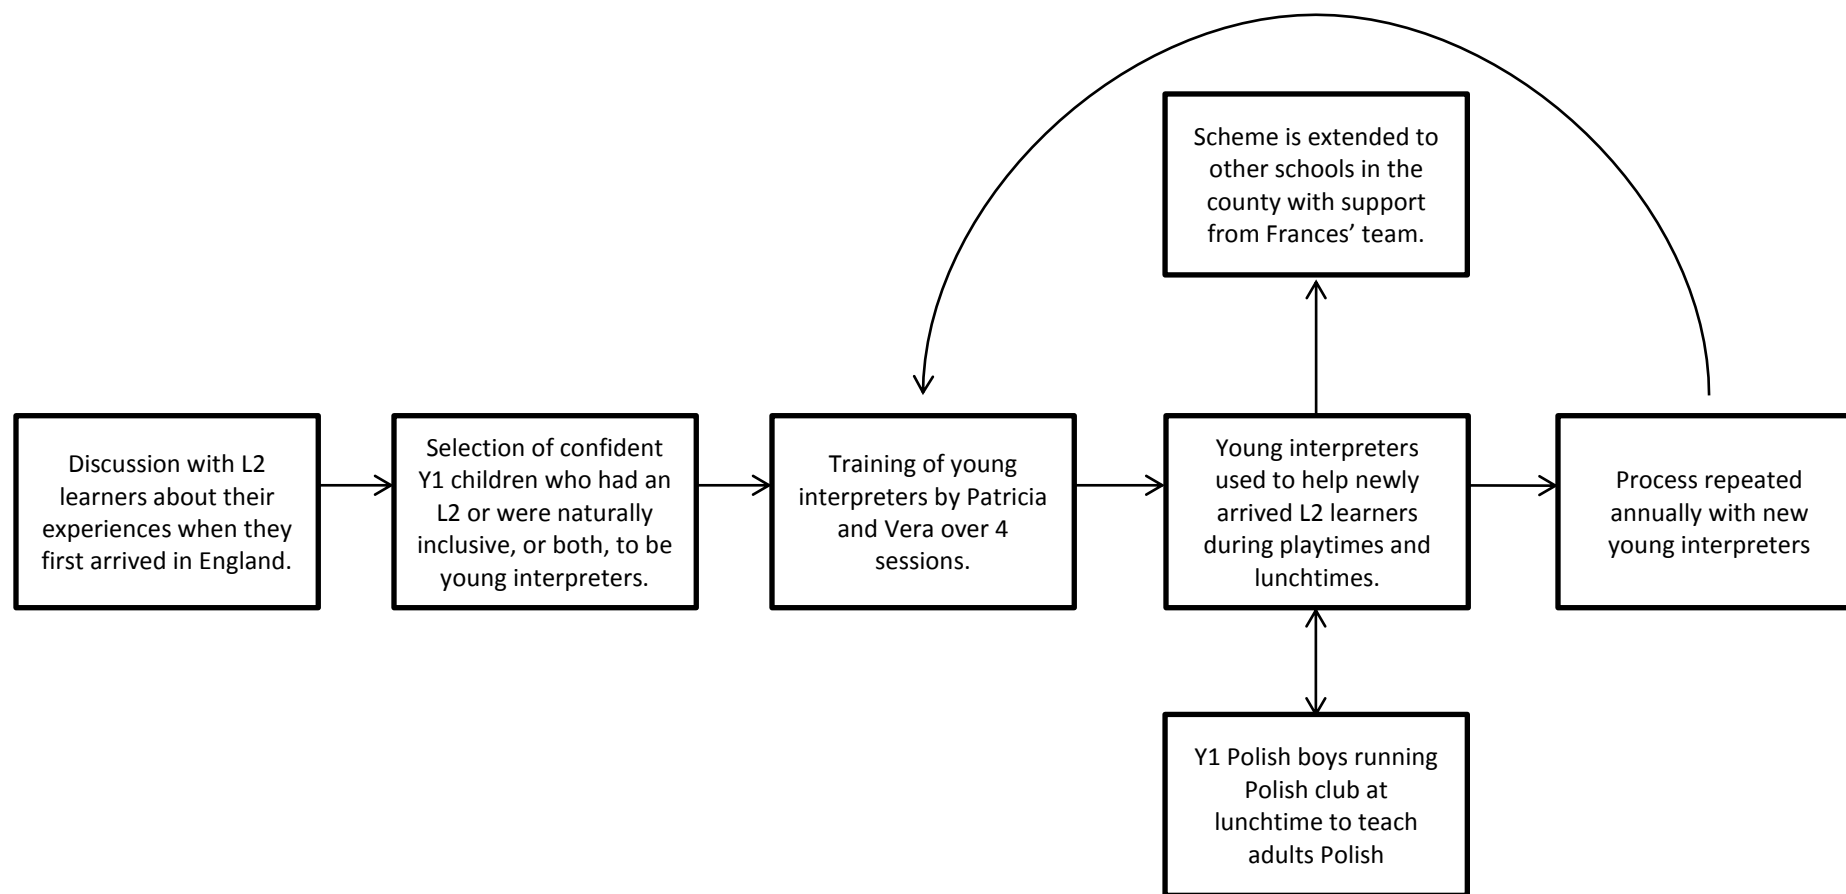 Scheme is extended to
other schools in the
county with support
from Frances’ team.
Discussion with L2
learners about their
experiences when they
first arrived in England.
Selection of confident
Y1 children who had an
L2 or were naturally
inclusive, or both, to be
young interpreters.
Training of young
interpreters by Patricia
and Vera over 4
sessions.
Young interpreters
used to help newly
arrived L2 learners
during playtimes and
lunchtimes.
Process repeated
annually with new
young interpreters
Y1 Polish boys running
Polish club at
lunchtime to teach
adults Polish